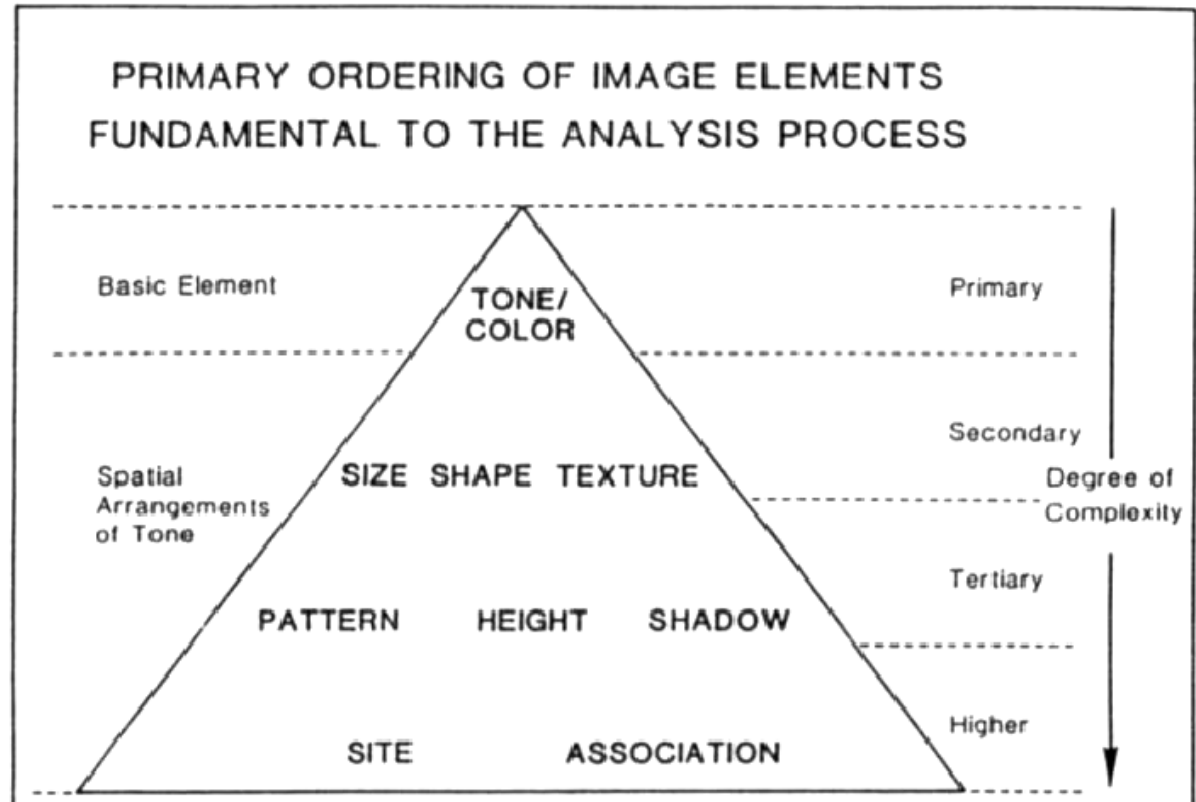 PRIMARY ORDERING OF IMAGE ELEMENTS
FUNDAMENTAL TO THE ANALYSIS PROCESS
Basic Element
TONE/
COLOR
Primary
Secondary
Spatial
Arrangements
of Tone
SIZE SHAPE TEXTURE
Degree of
Complexity
Tertiary
PATTERN HEIGHT SHADOW
Higher
SITE ASSOCIATION